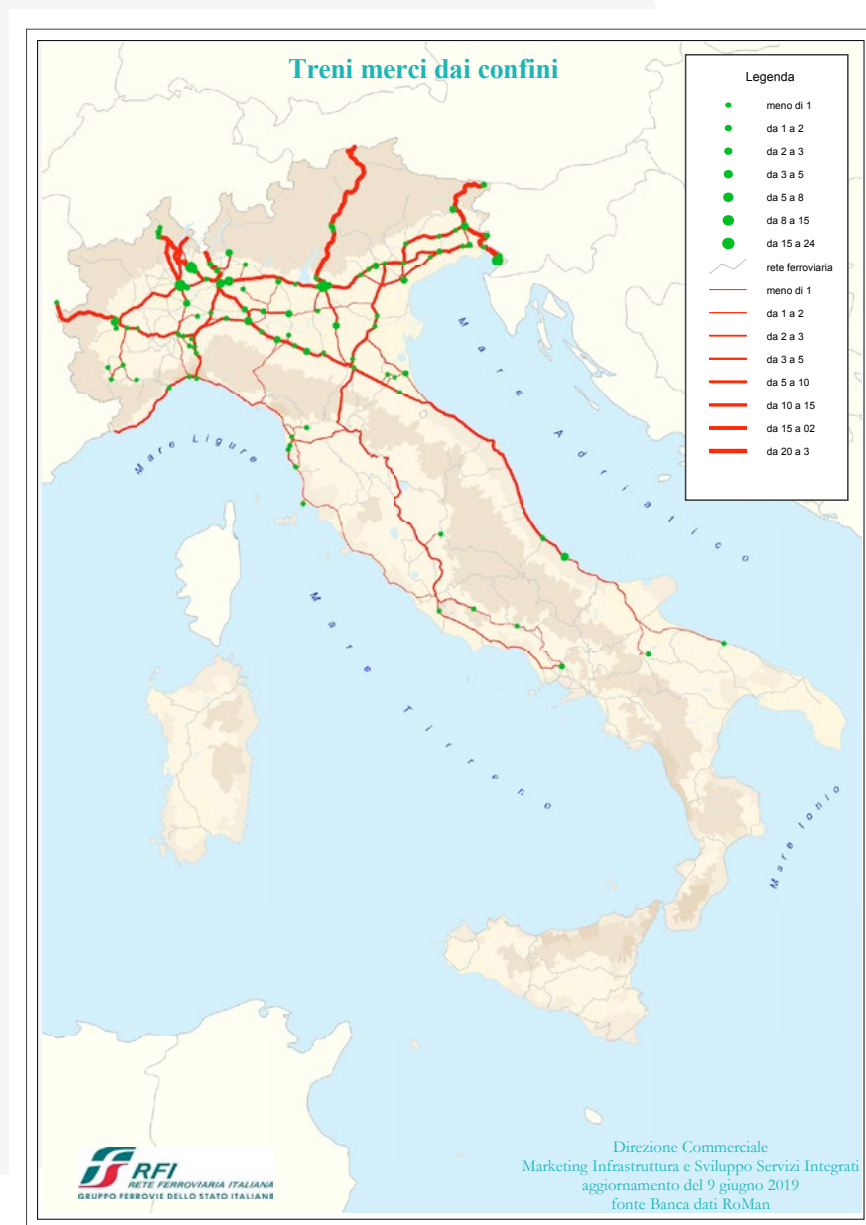 Treni merci dai confini
Legenda
meno di 1
da 1 a 2
da 2 a 3
da 3 a 5
da 5 a 8
da 8 a 15
da 15 a 24
rete ferroviaria
meno di 1
da 1 a 2
da 2 a 3
da 3 a 5
da 5 a 10
da 10 a 15
da 15 a 02
da 20 a 3
Mare Adriatico
Mare Ligure
Mare Tirreno
Mare Ionio
RFI
RETE FERROVIARIA ITALIANA
GRUPPO FERROVIE DELLO STATO ITALIANE
Direzione Commerciale
Marketing Infrastruttura e Sviluppo Servizi Integrati
aggiornamento del 9 giugno 2019
fonte Banca dati RoMan